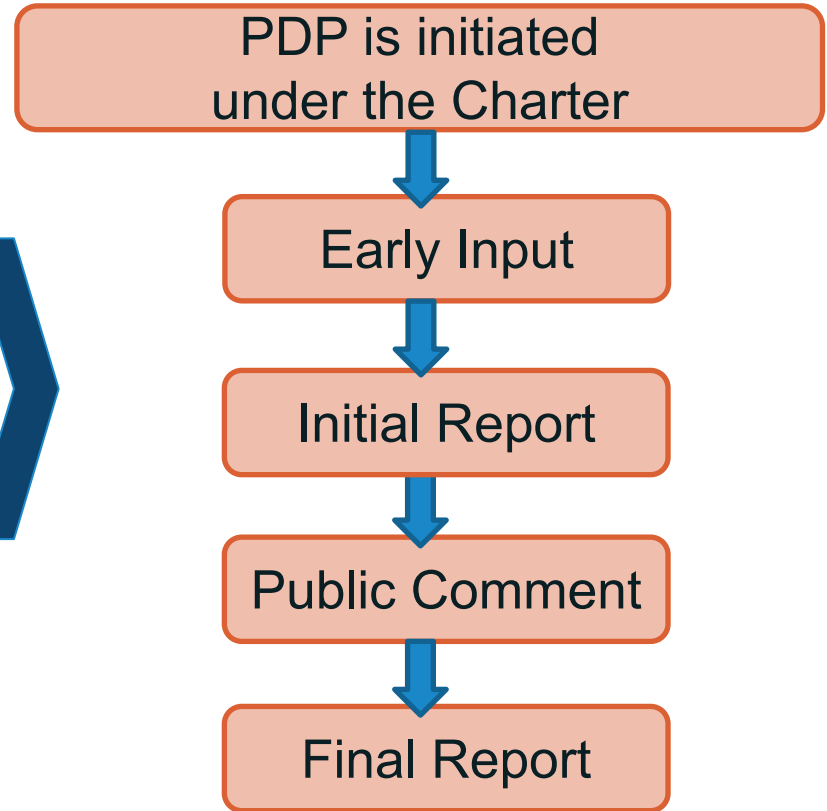 PDP is initiated
under the Charter
Early Input
Initial Report
Public Comment
Final Report